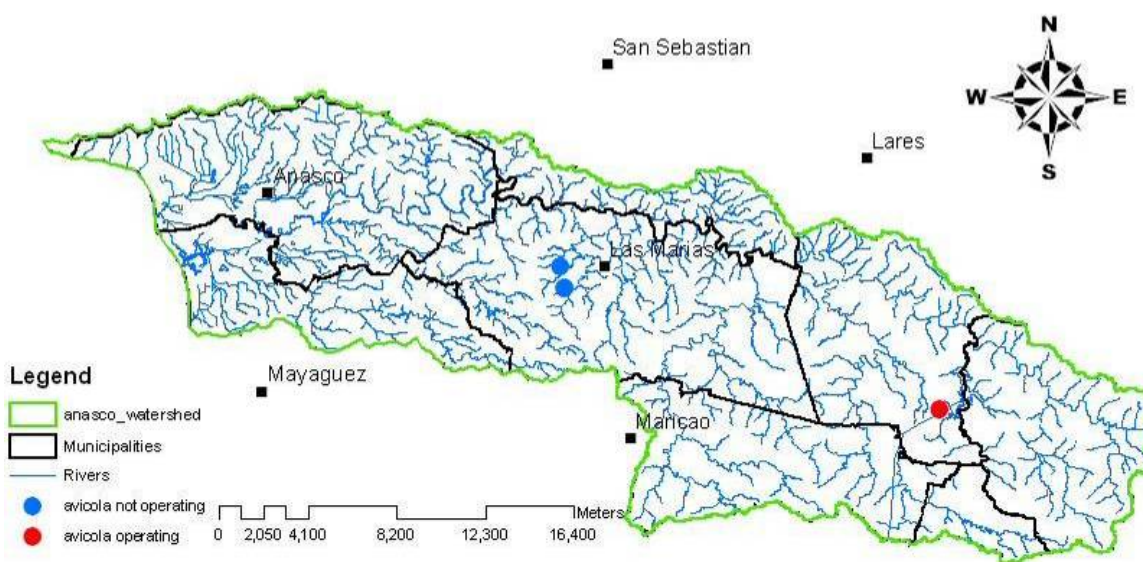 San Sebastian
N
W
E
S
Lares
Anasco
Las Marias
Mayaguez
Maricao
Legend
anasco_watershed
Municipalities
Rivers
avicola not operating
avicola operating
Meters
0 2,050 4,100 8,200 12,300 16,400